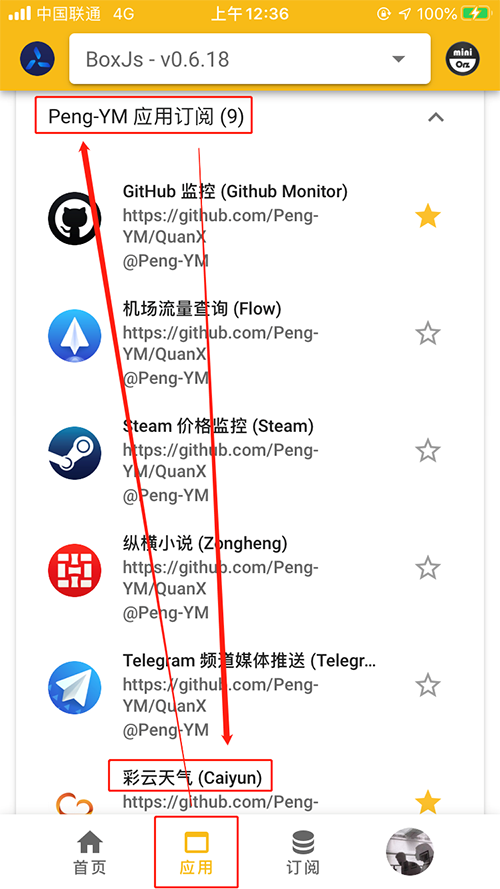 中国联通 4G 上午12:36 100%
BoxJs - v0.6.18
mini
Orz
Peng-YM 应用订阅 (9)
GitHub 监控 (Github Monitor)
https://github.com/Peng-
YM/QuanX
@Peng-YM
机场流量查询 (Flow)
https://github.com/Peng-
YM/QuanX
@Peng-YM
Steam 价格监控 (Steam)
https://github.com/Peng-
YM/QuanX
@Peng-YM
纵横小说 (Zongheng)
https://github.com/Peng-
YM/QuanX
@Peng-YM
Telegram 频道媒体推送 (Telegr...
https://github.com/Peng-
YM/QuanX
@Peng-YM
彩云天气 (Caiyun)
https://github.com/Peng-
首页 应用 订阅